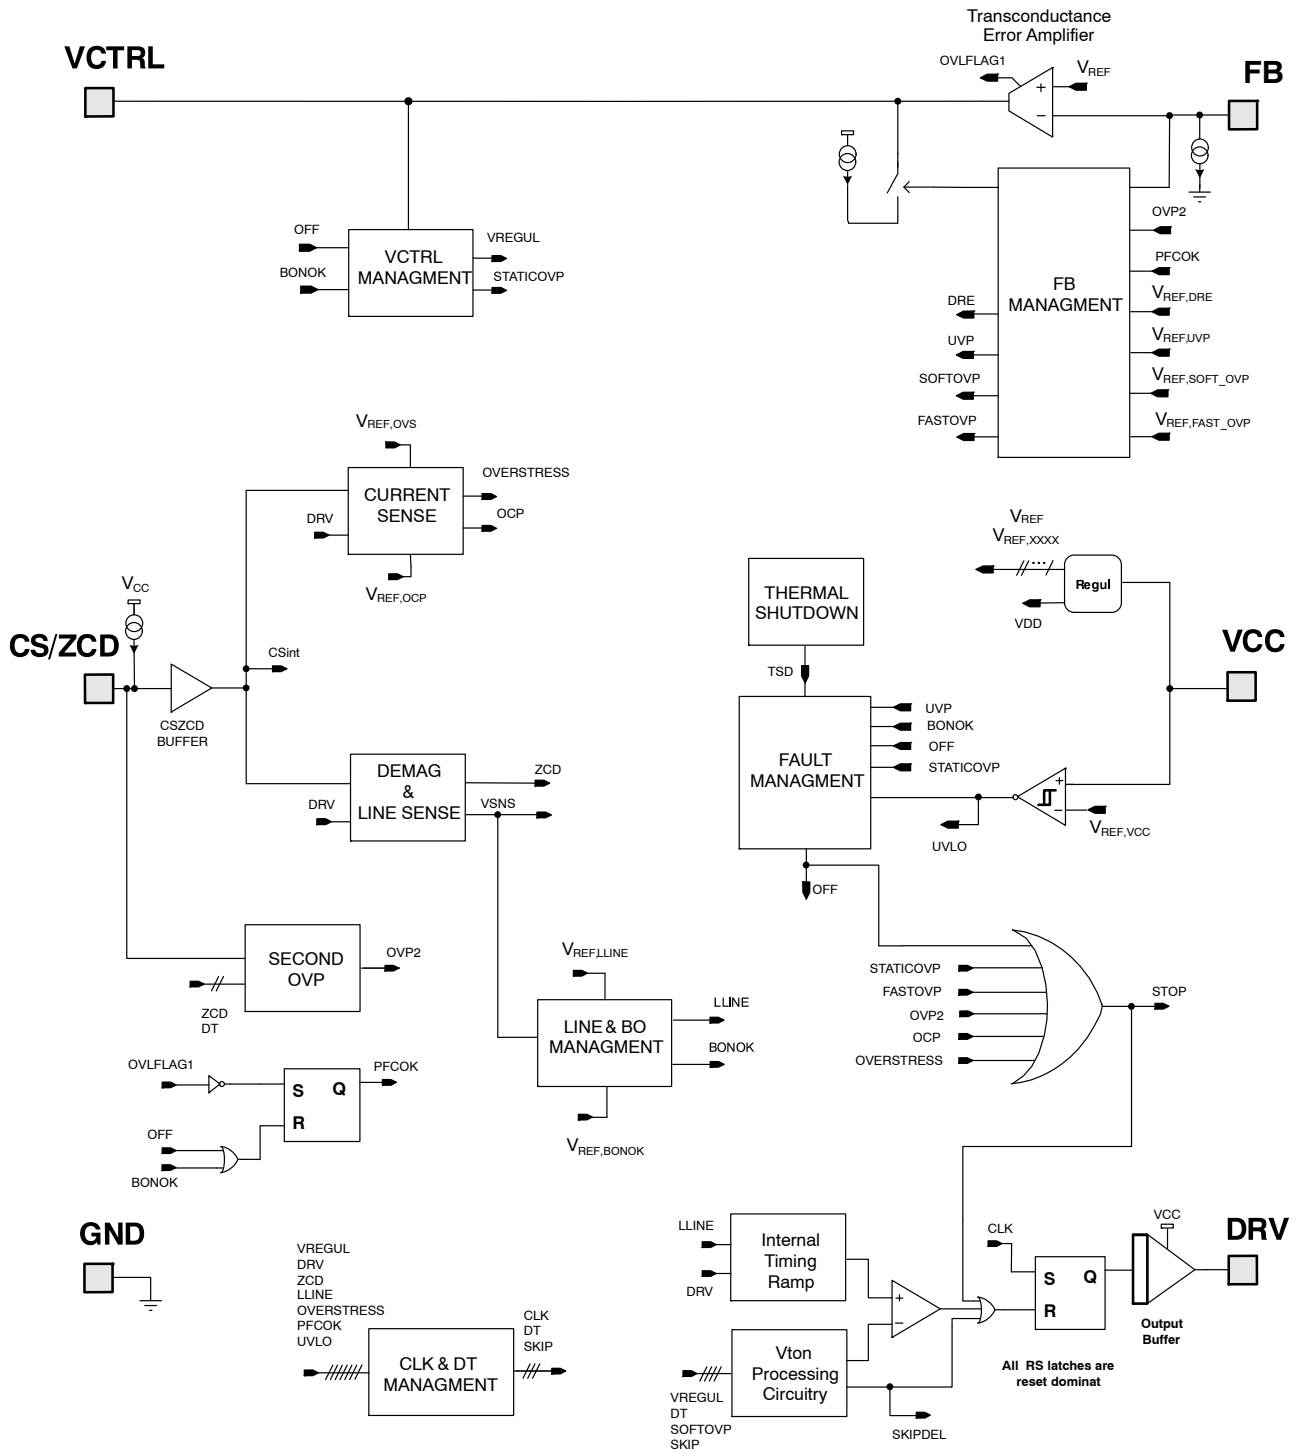 Transconductance
Error Amplifier
VCTRL
OVLFLAG1
VREF
+
−
FB
OFF
BONOK
VCTRL
MANAGMENT
VREGUL
STATICOVP
FB
MANAGMENT
OVP2
PFCOK
VREF,DRE
VREF,UVP
VREF,SOFT_OVP
VREF,FAST_OVP
DRE
UVP
SOFTOVP
FASTOVP
VREF,OVS
CURRENT
SENSE
OVERSTRESS
OCP
DRV
VREF,OCP
VCC
CS/ZCD
CSZCD
BUFFER
CSint
DEMAG
&
LINE SENSE
DRV
ZCD
VSNS
THERMAL
SHUTDOWN
TSD
FAULT
MANAGMENT
UVP
BONOK
OFF
STATICOVP
UVLO
OFF
VREF
VREF,XXXX
...
Regul
VDD
VCC
+
−
VREF,VCC
SECOND
OVP
OVP2
ZCD
DT
VREF,LLINE
LINE & BO
MANAGMENT
LLINE
BONOK
VREF,BONOK
STATICOVP
FASTOVP
OVP2
OCP
OVERSTRESS
STOP
OVLFLAG1
S Q
R
PFCOK
OFF
BONOK
GND
VREGUL
DRV
ZCD
LLINE
OVERSTRESS
PFCOK
UVLO
CLK & DT
MANAGMENT
CLK
DT
SKIP
LLINE
DRV
Internal
Timing
Ramp
Vton
Processing
Circuitry
VREGUL
DT
SOFTOVP
SKIP
SKIPDEL
+
−
CLK
S Q
R
VCC
DRV
Output
Buffer
All RS latches are
reset dominat